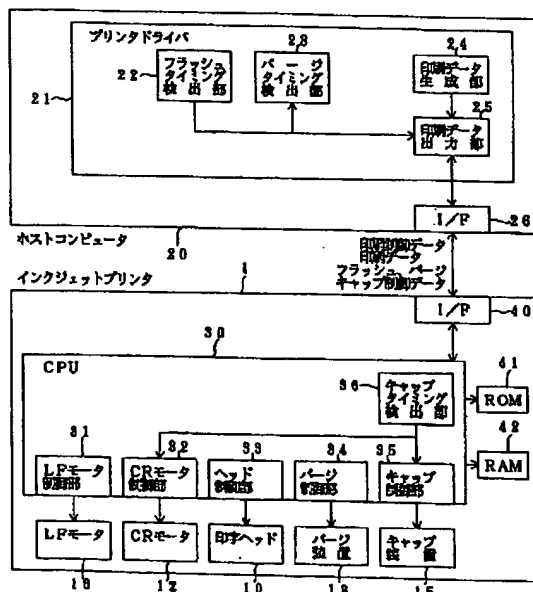 プリンタドライバ
23
24
22
フラッシュ
タイミング
検出部
パージ
タイミング
検出部
印刷データ
生成部
25
21
印刷データ
出力部
I/F
26
ホストコンピュータ
20
印刷制御データ
印刷データ
フラッシュ、パージ
キャップ制御データ
インクジェットプリンタ
1
I/F
40
30
CPU
36
キャップ
タイミング
検出部
41
ROM
42
RAM
31
32
33
34
35
LFモータ
制御部
CRモータ
制御部
ヘッド
制御部
パージ
制御部
キャップ
制御部
LFモータ
CRモータ
印字ヘッド
パージ
装置
キャップ
装置
12
10
15